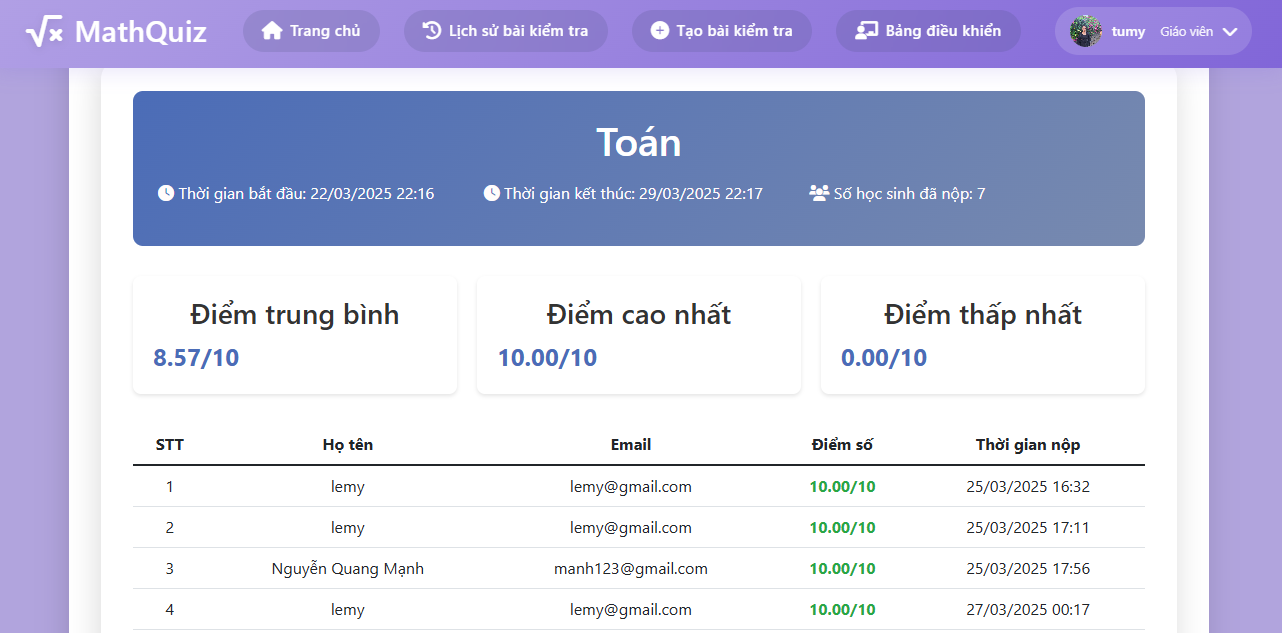 √x MathQuiz Trang chủ Lịch sử bài kiểm tra Tạo bài kiểm tra Bảng điều khiển tumy Giáo viên
Toán
Thời gian bắt đầu: 22/03/2025 22:16 Thời gian kết thúc: 29/03/2025 22:17 Số học sinh đã nộp: 7
Điểm trung bình Điểm cao nhất Điểm thấp nhất
8.57/10 10.00/10 0.00/10
STT Họ tên Email Điểm số Thời gian nộp
1 lemy lemy@gmail.com 10.00/10 25/03/2025 16:32
2 lemy lemy@gmail.com 10.00/10 25/03/2025 17:11
3 Nguyễn Quang Mạnh manh123@gmail.com 10.00/10 25/03/2025 17:56
4 lemy lemy@gmail.com 10.00/10 27/03/2025 00:17